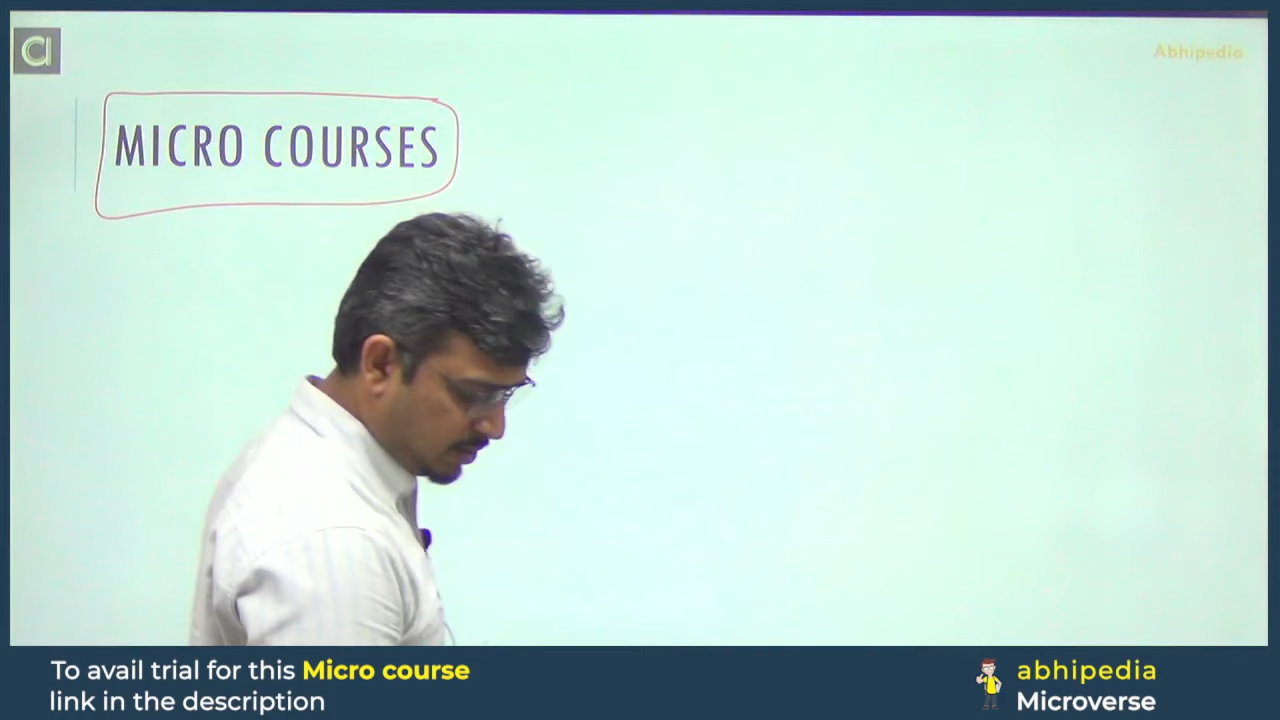 Abhipedia
MICRO COURSES
To avail trial for this Micro course
link in the description
abhipedia
Microverse